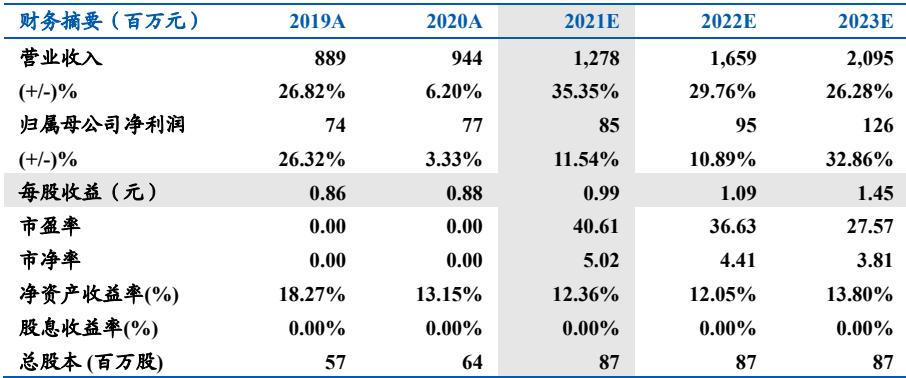 财务摘要（百万元） 2019A 2020A 2021E 2022E 2023E
营业收入 889 944 1,278 1,659 2,095
(+/-)% 26.82% 6.20% 35.35% 29.76% 26.28%
归属母公司净利润 74 77 85 95 126
(+/-)% 26.32% 3.33% 11.54% 10.89% 32.86%
每股收益（元） 0.86 0.88 0.99 1.09 1.45
市盈率 0.00 0.00 40.61 36.63 27.57
市净率 0.00 0.00 5.02 4.41 3.81
净资产收益率(%) 18.27% 13.15% 12.36% 12.05% 13.80%
股息收益率(%) 0.00% 0.00% 0.00% 0.00% 0.00%
总股本 (百万股) 57 64 87 87 87